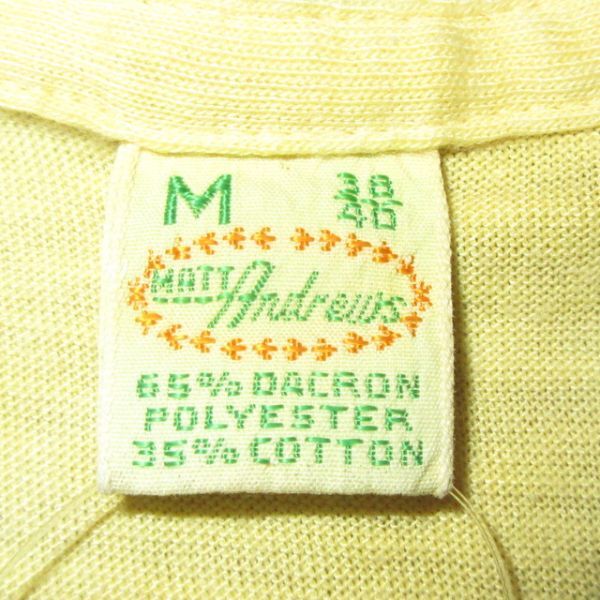 M 38/40
MATT Andrews
65% DACRON
POLYESTER
35% COTTON